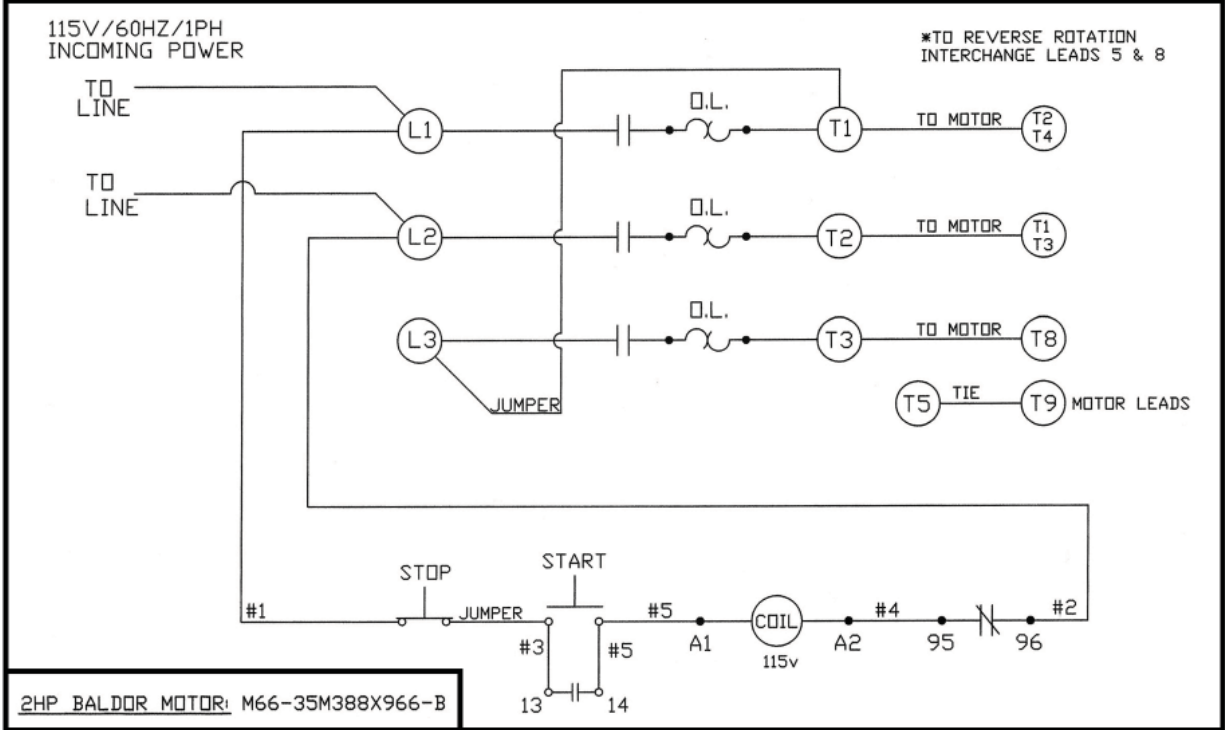 115V/60HZ/1PH
INCOMING POWER
*TO REVERSE ROTATION
INTERCHANGE LEADS 5 & 8
TO
LINE
L1
O.L.
T1
TO MOTOR
T2
T4
TO
LINE
L2
O.L.
T2
TO MOTOR
T1
T3
L3
O.L.
T3
TO MOTOR
T8
JUMPER
T5
TIE
T9
MOTOR LEADS
#1
STOP
JUMPER
START
#3
#5
#5
A1
COIL
115v
A2
#4
95
96
#2
13
14
2HP BALDOR MOTOR: M66-35M388X966-B